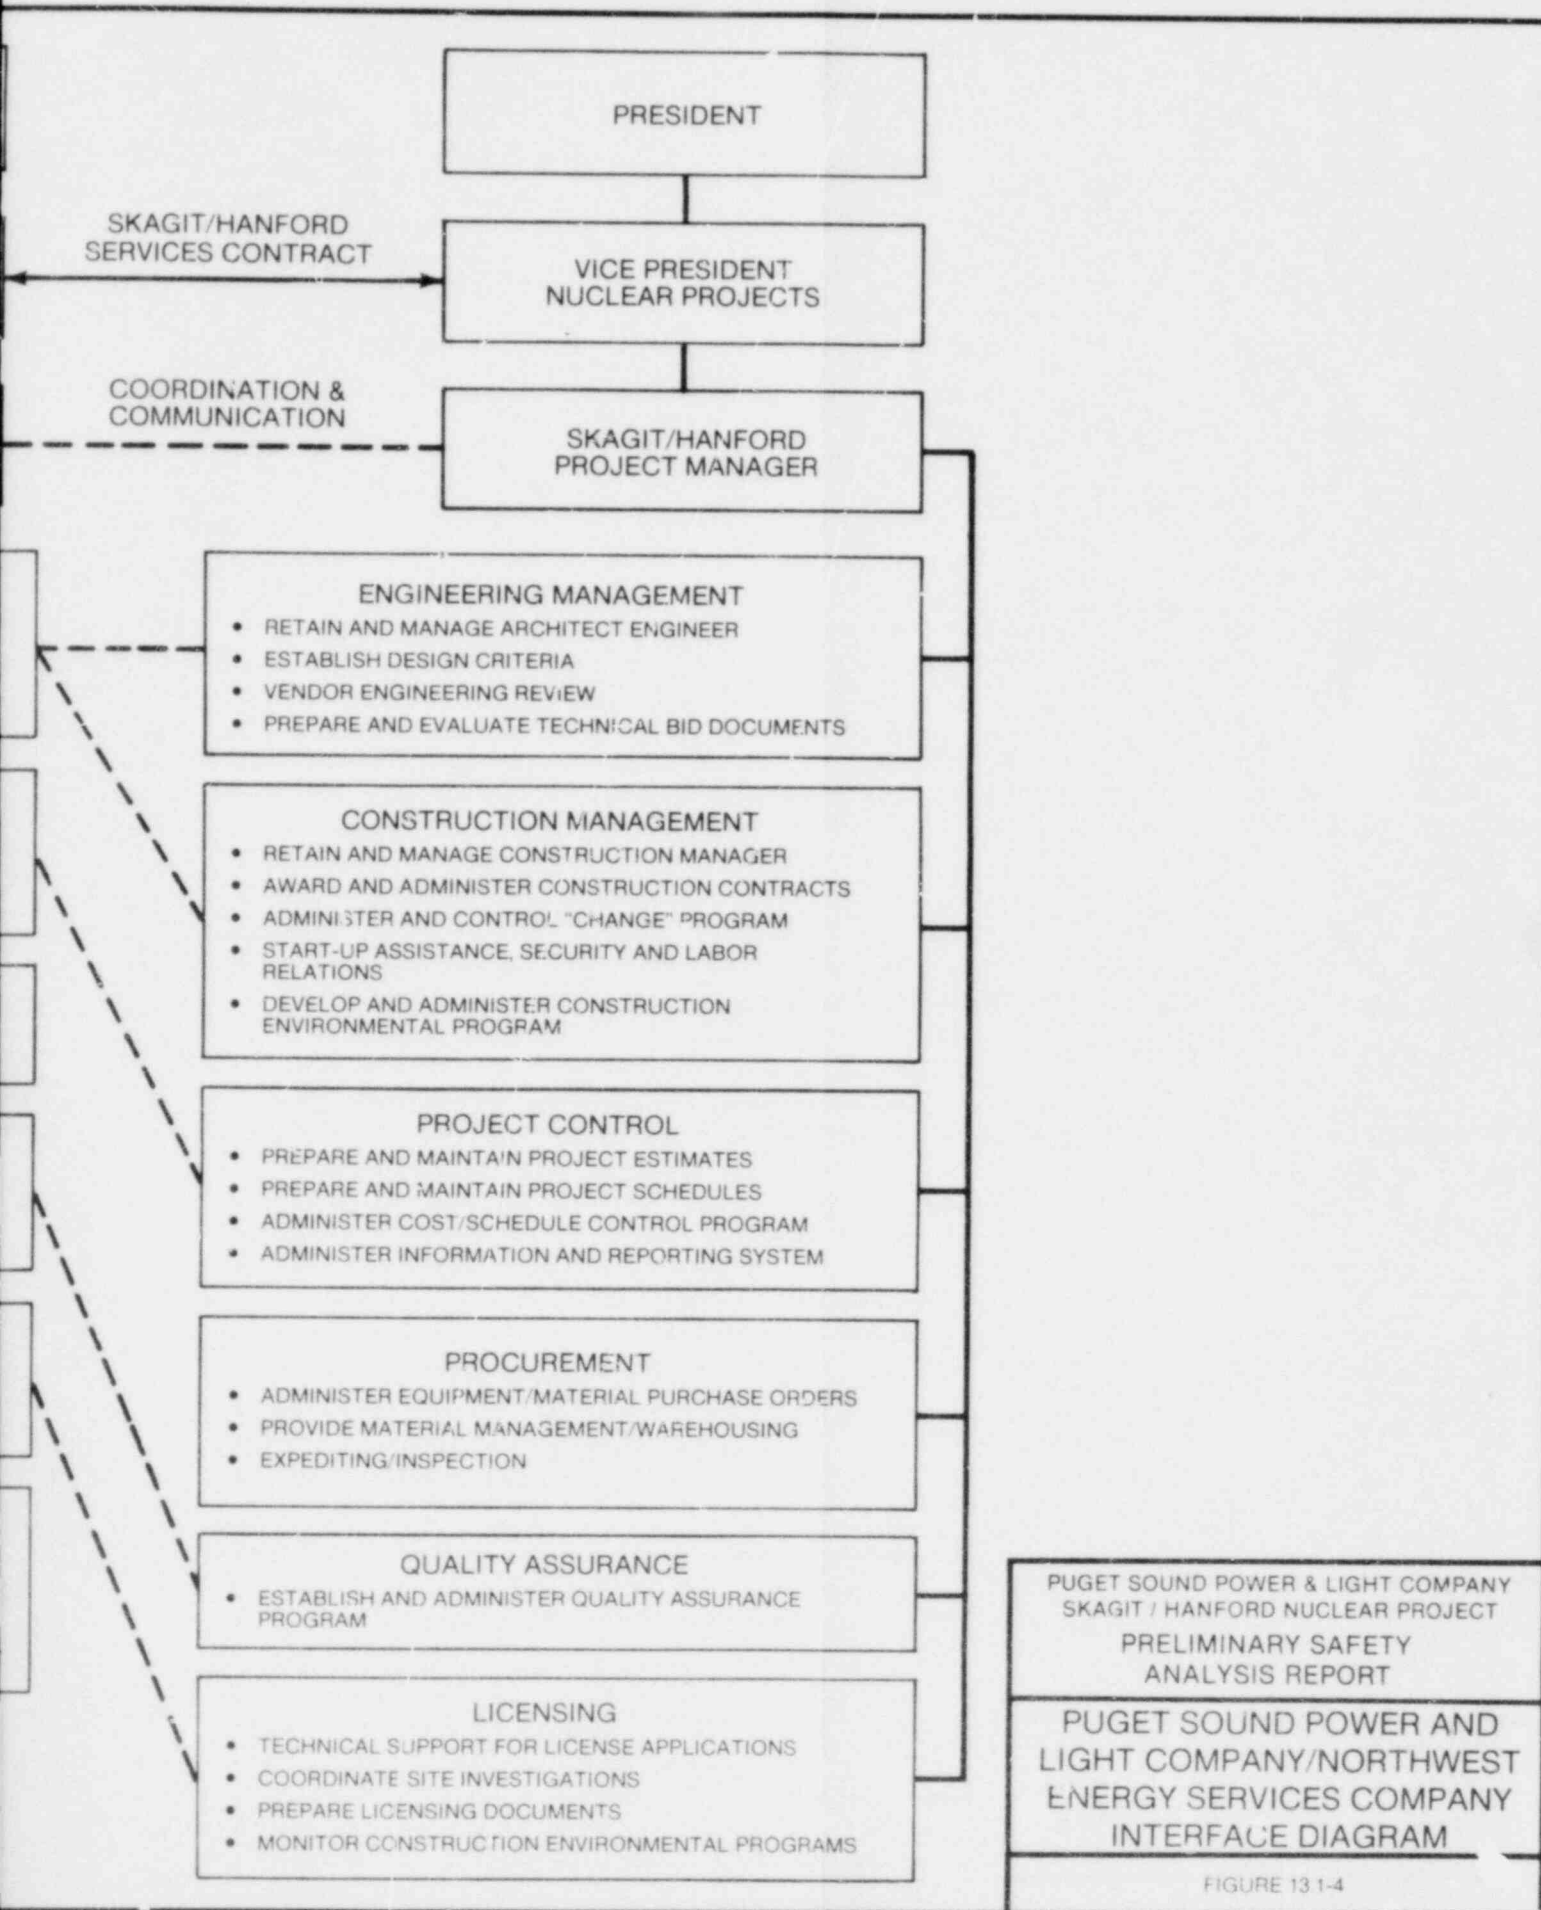 PRESIDENT
SKAGIT/HANFORD
SERVICES CONTRACT
VICE PRESIDENT
NUCLEAR PROJECTS
COORDINATION &
COMMUNICATION
SKAGIT/HANFORD
PROJECT MANAGER
ENGINEERING MANAGEMENT
• RETAIN AND MANAGE ARCHITECT ENGINEER
• ESTABLISH DESIGN CRITERIA
• VENDOR ENGINEERING REVIEW
• PREPARE AND EVALUATE TECHNICAL BID DOCUMENTS
CONSTRUCTION MANAGEMENT
• RETAIN AND MANAGE CONSTRUCTION MANAGER
• AWARD AND ADMINISTER CONSTRUCTION CONTRACTS
• ADMINISTER AND CONTROL "CHANGE" PROGRAM
• START-UP ASSISTANCE, SECURITY AND LABOR
RELATIONS
• DEVELOP AND ADMINISTER CONSTRUCTION
ENVIRONMENTAL PROGRAM
PROJECT CONTROL
• PREPARE AND MAINTAIN PROJECT ESTIMATES
• PREPARE AND MAINTAIN PROJECT SCHEDULES
• ADMINISTER COST/SCHEDULE CONTROL PROGRAM
• ADMINISTER INFORMATION AND REPORTING SYSTEM
PROCUREMENT
• ADMINISTER EQUIPMENT/MATERIAL PURCHASE ORDERS
• PROVIDE MATERIAL MANAGEMENT/WAREHOUSING
• EXPEDITING/INSPECTION
QUALITY ASSURANCE
• ESTABLISH AND ADMINISTER QUALITY ASSURANCE
PROGRAM
LICENSING
• TECHNICAL SUPPORT FOR LICENSE APPLICATIONS
• COORDINATE SITE INVESTIGATIONS
• PREPARE LICENSING DOCUMENTS
• MONITOR CONSTRUCTION ENVIRONMENTAL PROGRAMS
PUGET SOUND POWER & LIGHT COMPANY
SKAGIT / HANFORD NUCLEAR PROJECT
PRELIMINARY SAFETY
ANALYSIS REPORT
PUGET SOUND POWER AND
LIGHT COMPANY/NORTHWEST
ENERGY SERVICES COMPANY
INTERFACE DIAGRAM
FIGURE 13.1-4